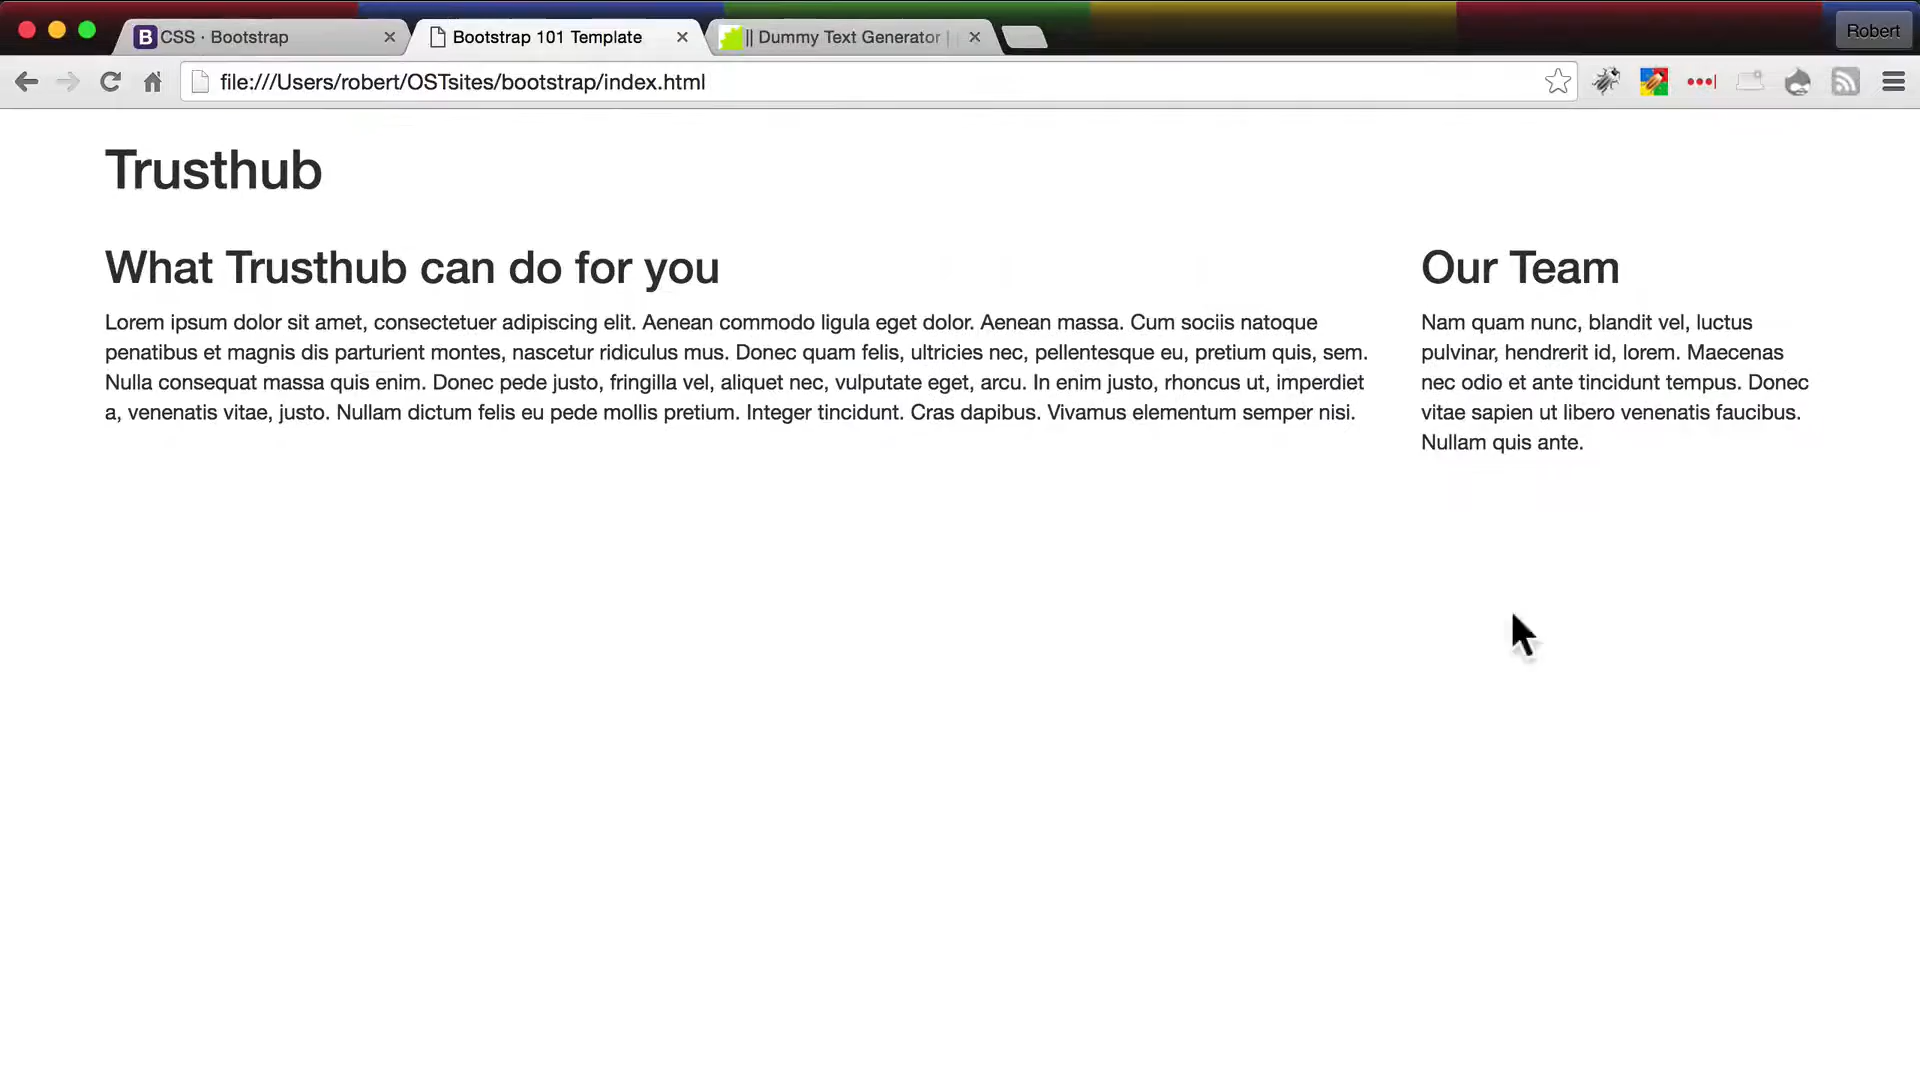 CSS · Bootstrap
Bootstrap 101 Template
|| Dummy Text Generator |
Robert
file:///Users/robert/OSTsites/bootstrap/index.html
Trusthub
What Trusthub can do for you
Lorem ipsum dolor sit amet, consectetuer adipiscing elit. Aenean commodo ligula eget dolor. Aenean massa. Cum sociis natoque
penatibus et magnis dis parturient montes, nascetur ridiculus mus. Donec quam felis, ultricies nec, pellentesque eu, pretium quis, sem.
Nulla consequat massa quis enim. Donec pede justo, fringilla vel, aliquet nec, vulputate eget, arcu. In enim justo, rhoncus ut, imperdiet
a, venenatis vitae, justo. Nullam dictum felis eu pede mollis pretium. Integer tincidunt. Cras dapibus. Vivamus elementum semper nisi.
Our Team
Nam quam nunc, blandit vel, luctus
pulvinar, hendrerit id, lorem. Maecenas
nec odio et ante tincidunt tempus. Donec
vitae sapien ut libero venenatis faucibus.
Nullam quis ante.